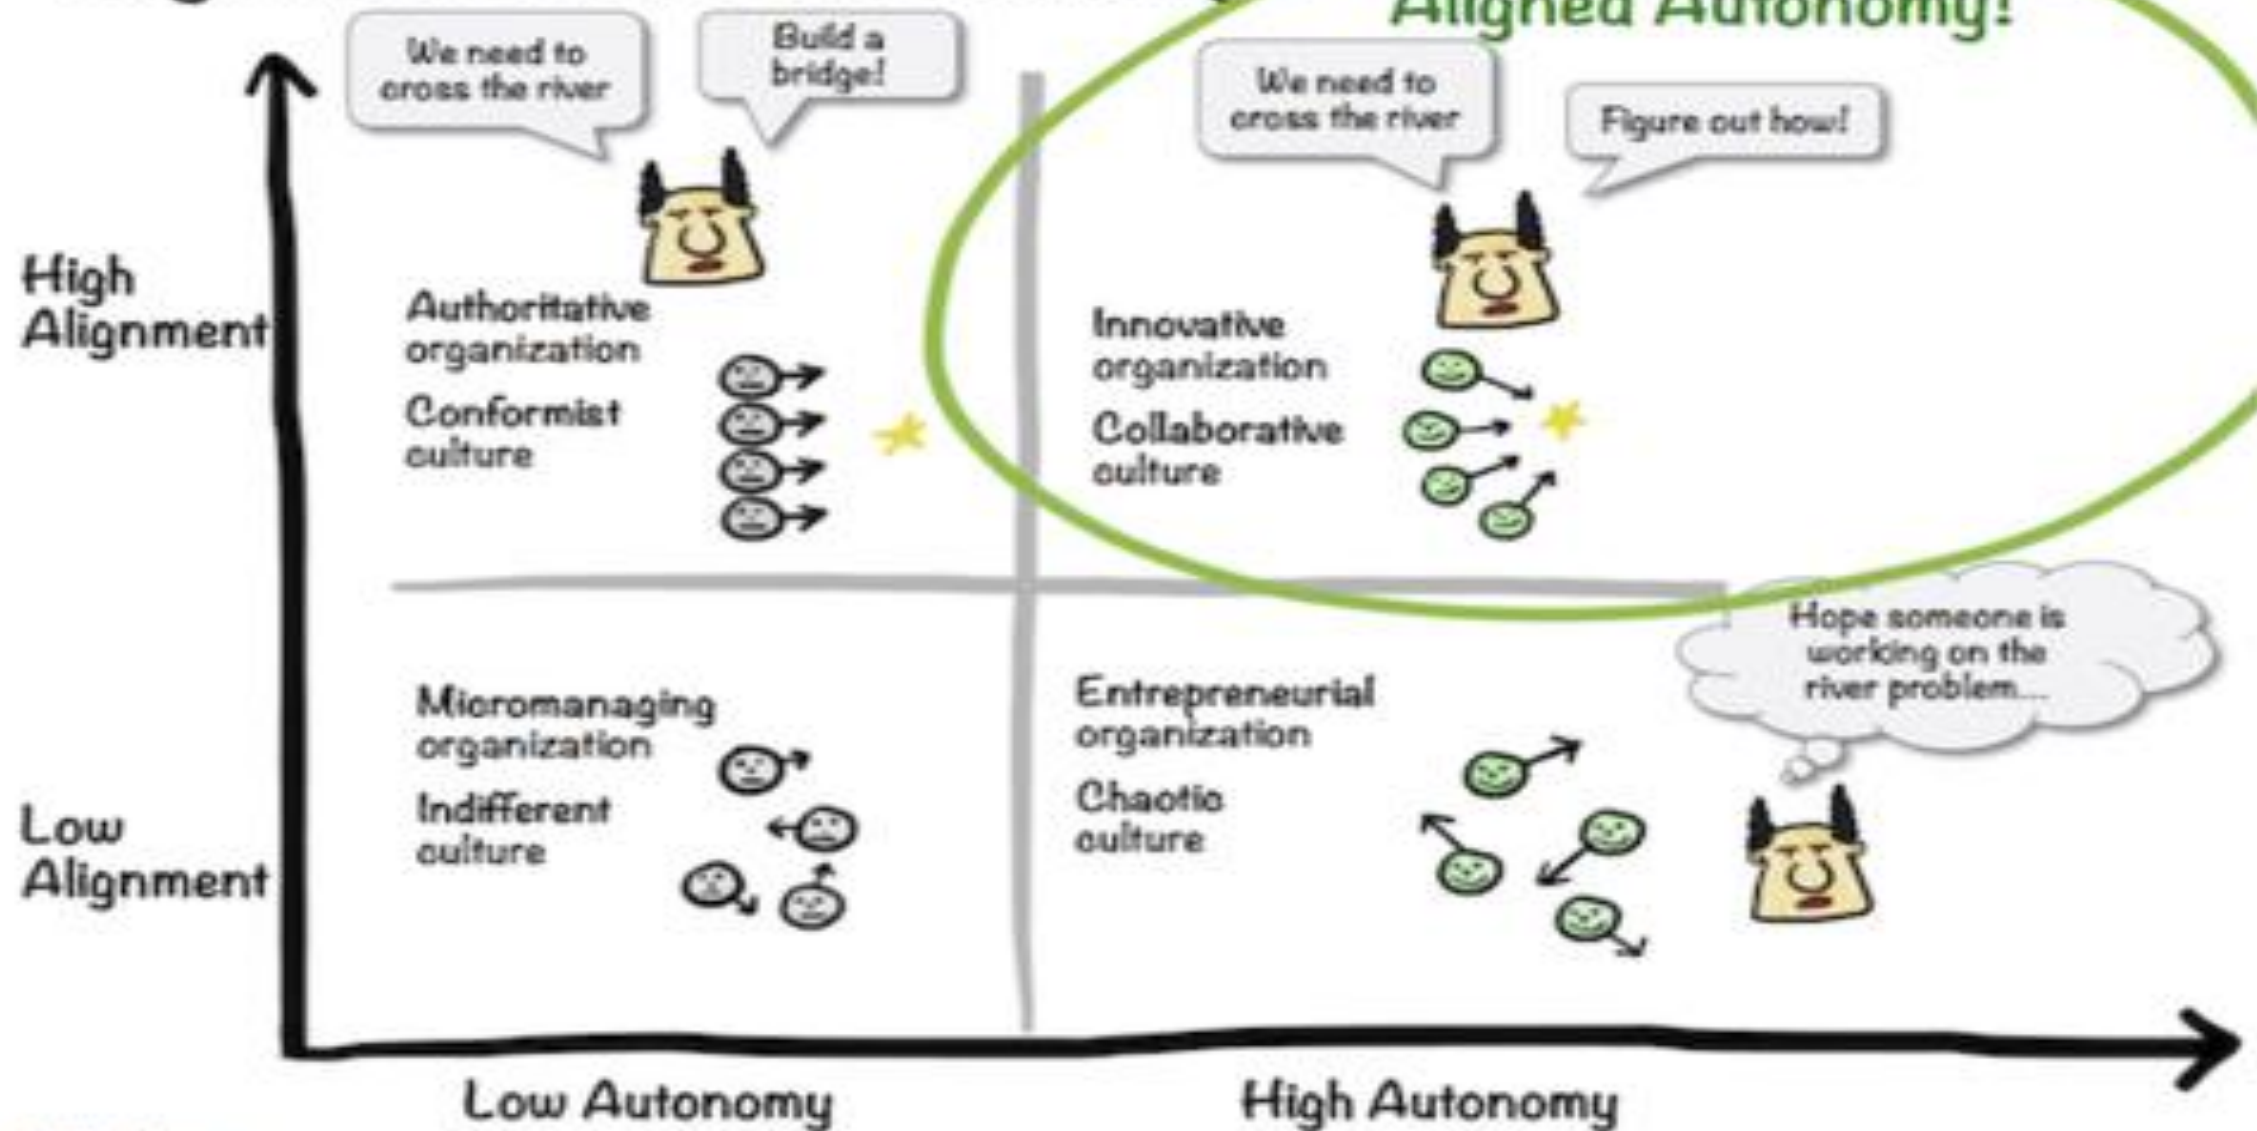 Aligned Autonomy!
We need to
cross the river
Build a
bridge!
We need to
cross the river
Figure out how!
High
Alignment
Authoritative
organization
Conformist
culture
Innovative
organization
Collaborative
culture
Hope someone is
working on the
river problem....
Micromanaging
organization
Indifferent
culture
Entrepreneurial
organization
Chaotic
culture
Low
Alignment
Low Autonomy
High Autonomy